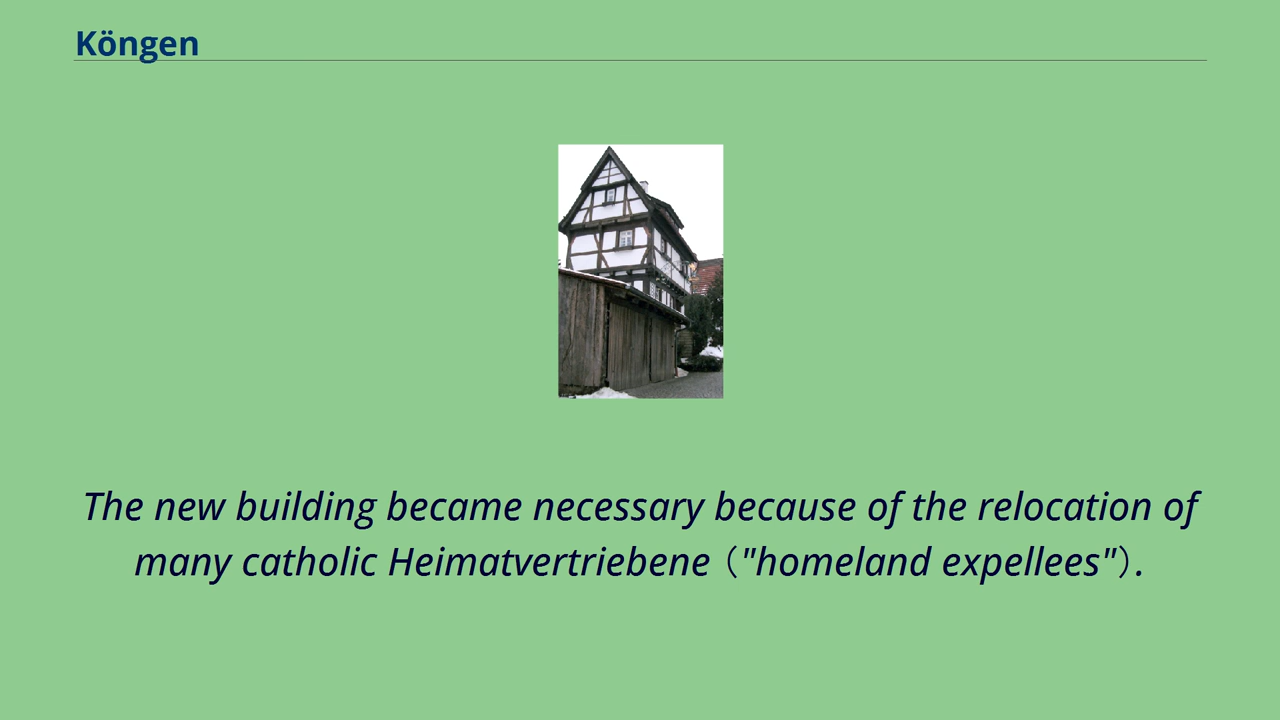 Köngen
The new building became necessary because of the relocation of
many catholic Heimatvertriebene（"homeland expellees"）.